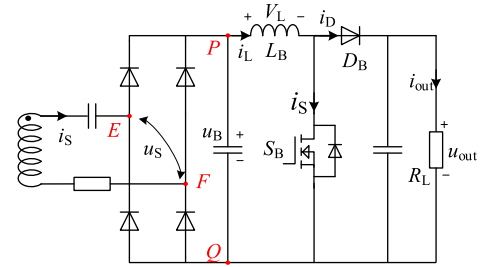 P + V_L − i_D
i_L L_B D_B
i_S i_out
i_S E u_S u_B + − S_B + u_out −
F R_L
Q